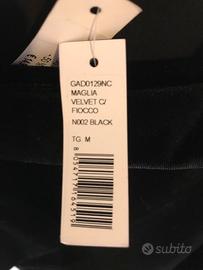 GAD0129NC
MAGLIA
VELVET C/
FIOCCO
N002 BLACK
TG. M
subito